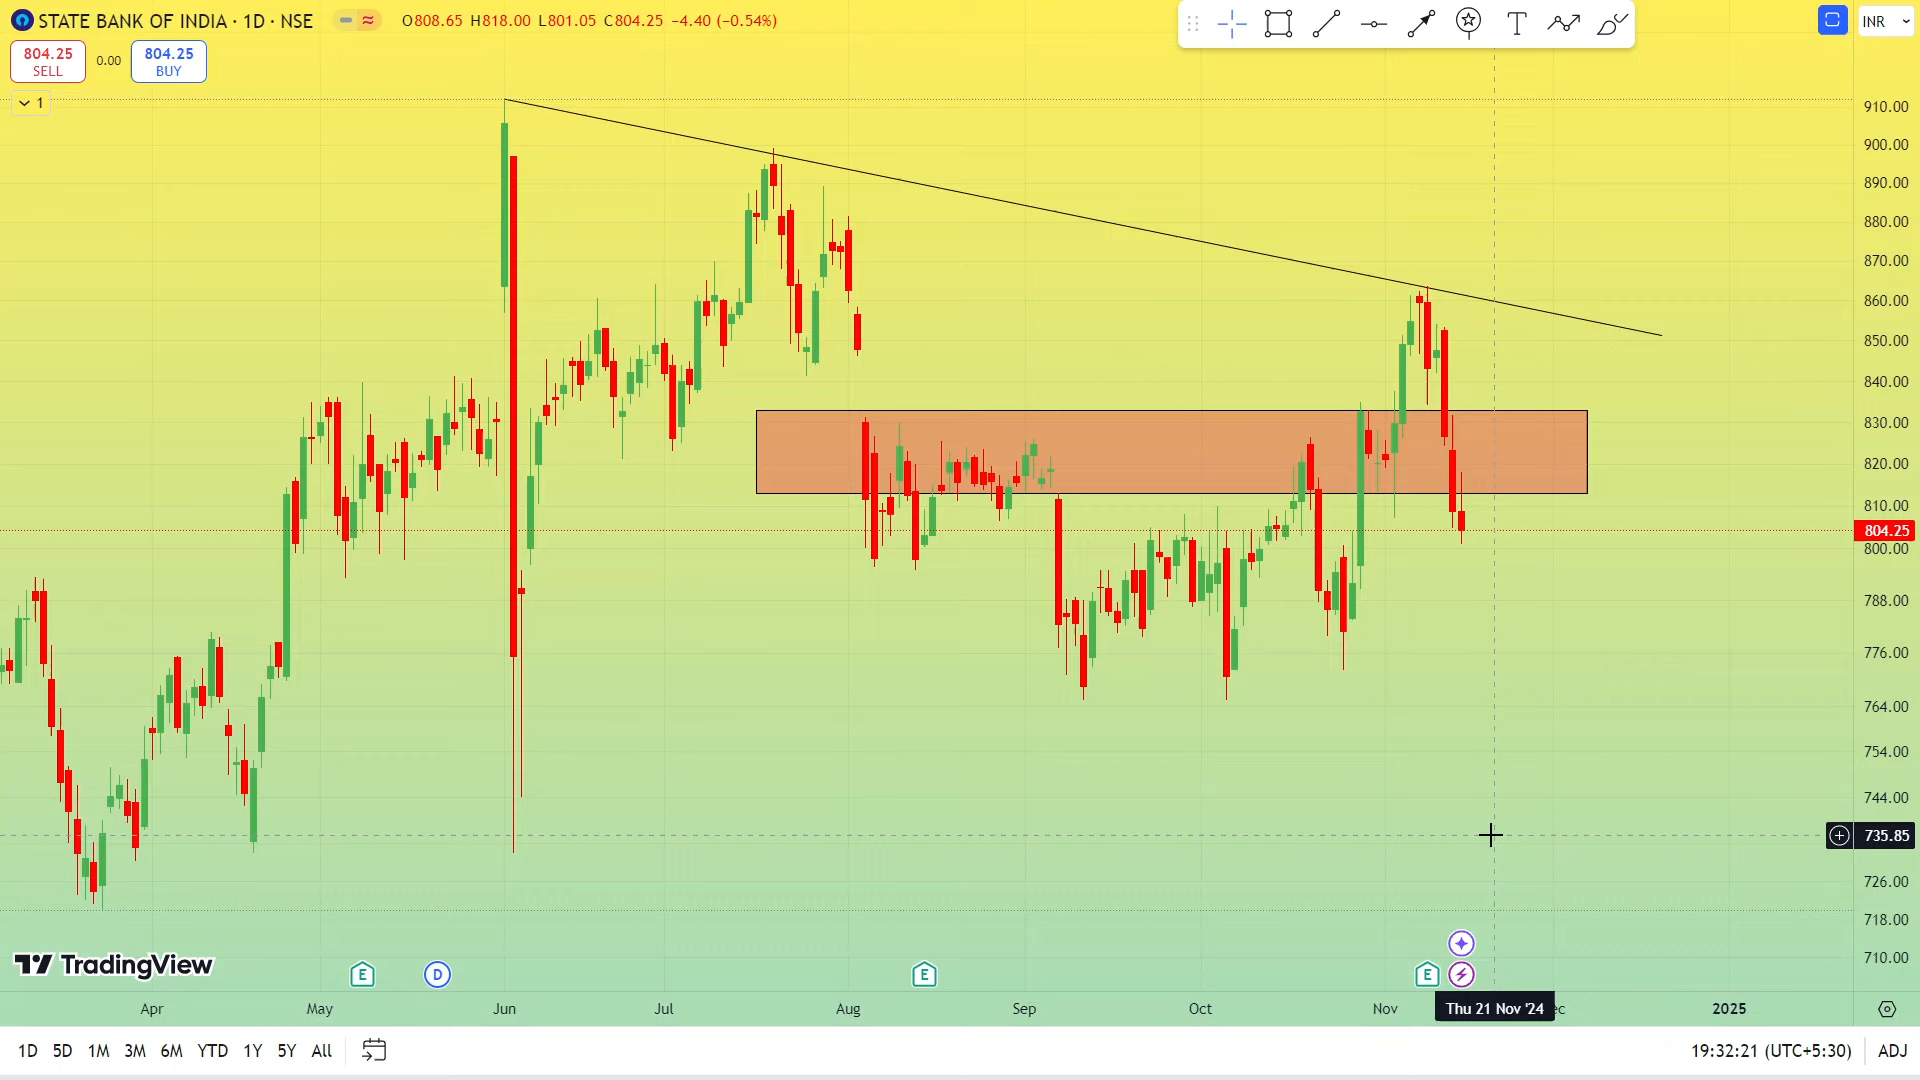 STATE BANK OF INDIA · 1D · NSE O808.65 H818.00 L801.05 C804.25 −4.40 (−0.54%)
INR
804.25 SELL 0.00 804.25 BUY
1
T
910.00
900.00
890.00
880.00
870.00
860.00
850.00
840.00
830.00
820.00
810.00
804.25
800.00
788.00
776.00
764.00
754.00
744.00
735.85
726.00
718.00
710.00
TradingView
E D E E
Apr May Jun Jul Aug Sep Oct Nov Thu 21 Nov '24 ec 2025
1D 5D 1M 3M 6M YTD 1Y 5Y All 19:32:21 (UTC+5:30) ADJ